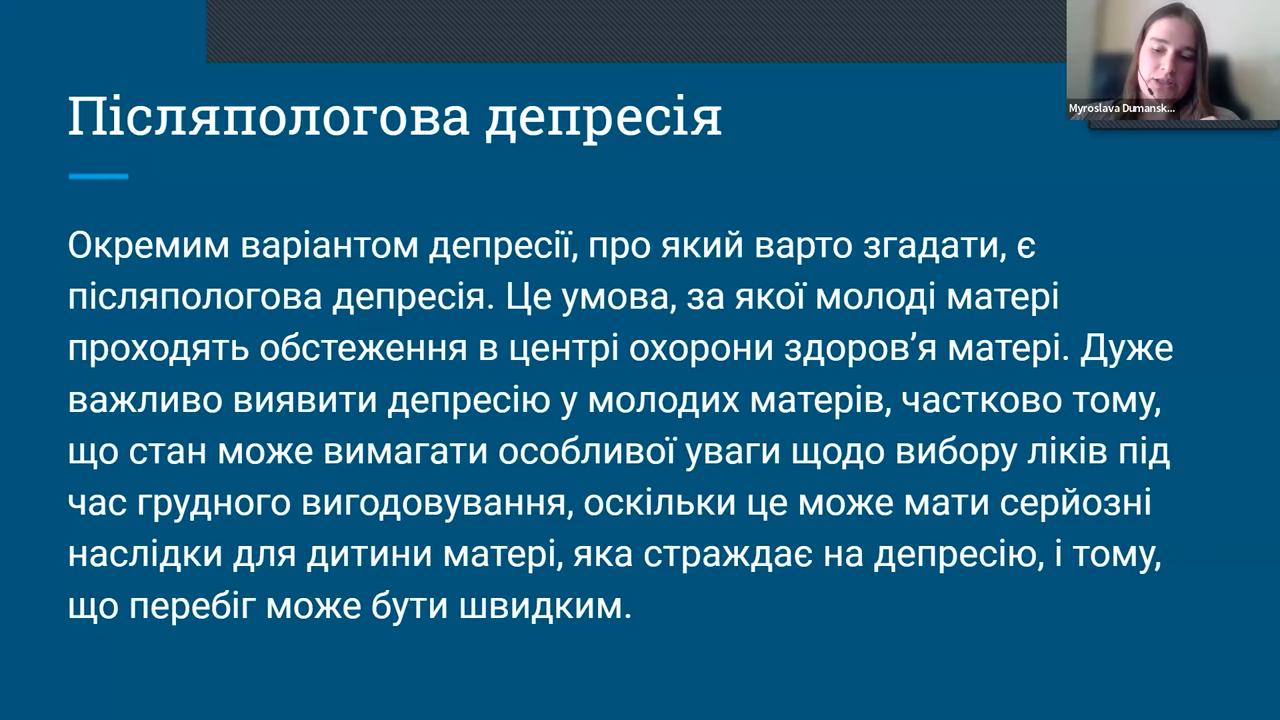 Післяпологова депресія
Myroslava Dumansk...
Окремим варіантом депресії, про який варто згадати, є
післяпологова депресія. Це умова, за якої молоді матері
проходять обстеження в центрі охорони здоров’я матері. Дуже
важливо виявити депресію у молодих матерів, частково тому,
що стан може вимагати особливої уваги щодо вибору ліків під
час грудного вигодовування, оскільки це може мати серйозні
наслідки для дитини матері, яка страждає на депресію, і тому,
що перебіг може бути швидким.